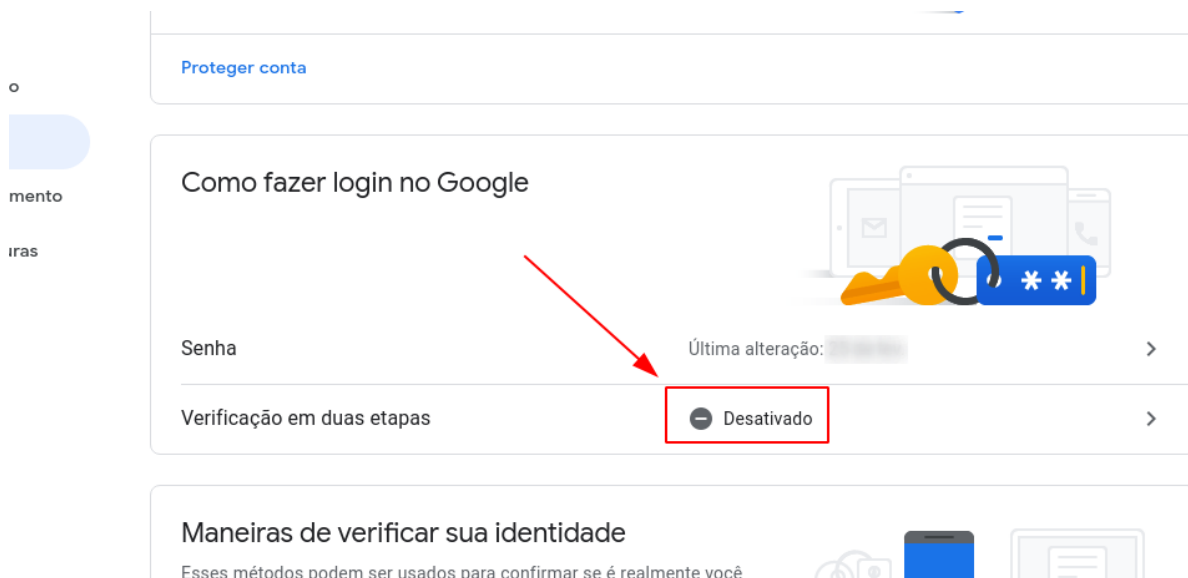 Proteger conta
o
mento
uras
Como fazer login no Google
**
Senha
Última alteração:
Verificação em duas etapas
Desativado
Maneiras de verificar sua identidade
Esses métodos podem ser usados para confirmar se é realmente você